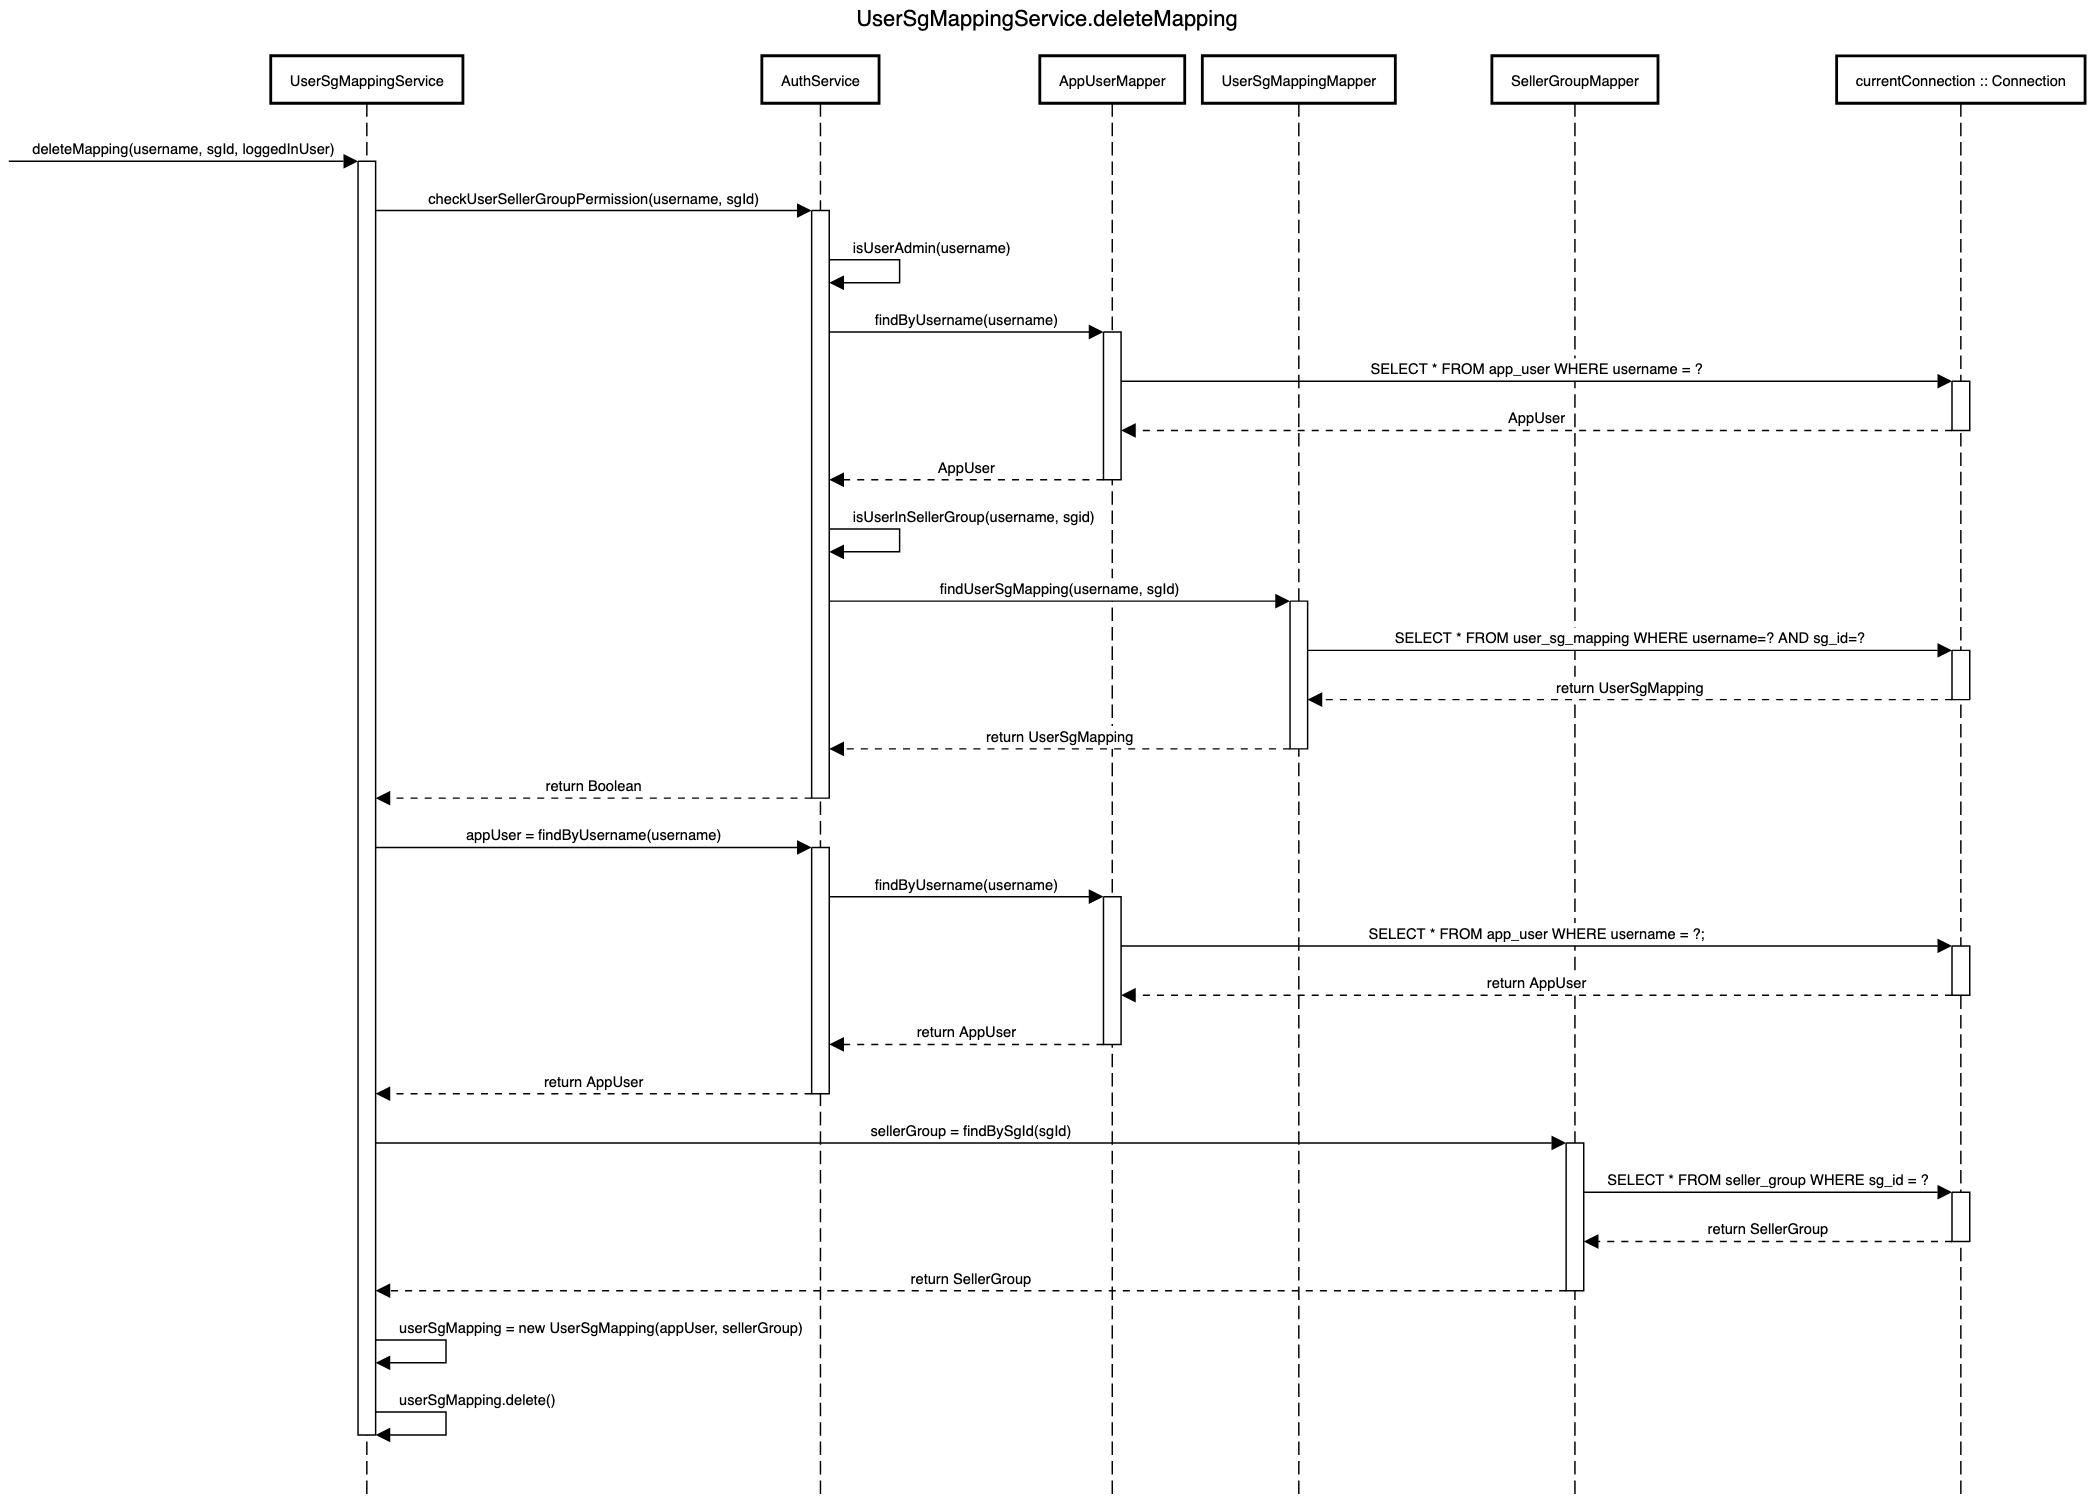 UserSgMappingService.deleteMapping
UserSgMappingService
AuthService
AppUserMapper
UserSgMappingMapper
SellerGroupMapper
currentConnection :: Connection
deleteMapping(username, sgId, loggedInUser)
checkUserSellerGroupPermission(username, sgId)
isUserAdmin(username)
findByUsername(username)
SELECT * FROM app_user WHERE username = ?
AppUser
AppUser
isUserInSellerGroup(username, sgid)
findUserSgMapping(username, sgId)
SELECT * FROM user_sg_mapping WHERE username=? AND sg_id=?
return UserSgMapping
return UserSgMapping
return Boolean
appUser = findByUsername(username)
findByUsername(username)
SELECT * FROM app_user WHERE username = ?;
return AppUser
return AppUser
return AppUser
sellerGroup = findBySgId(sgId)
SELECT * FROM seller_group WHERE sg_id = ?
return SellerGroup
return SellerGroup
userSgMapping = new UserSgMapping(appUser, sellerGroup)
userSgMapping.delete()